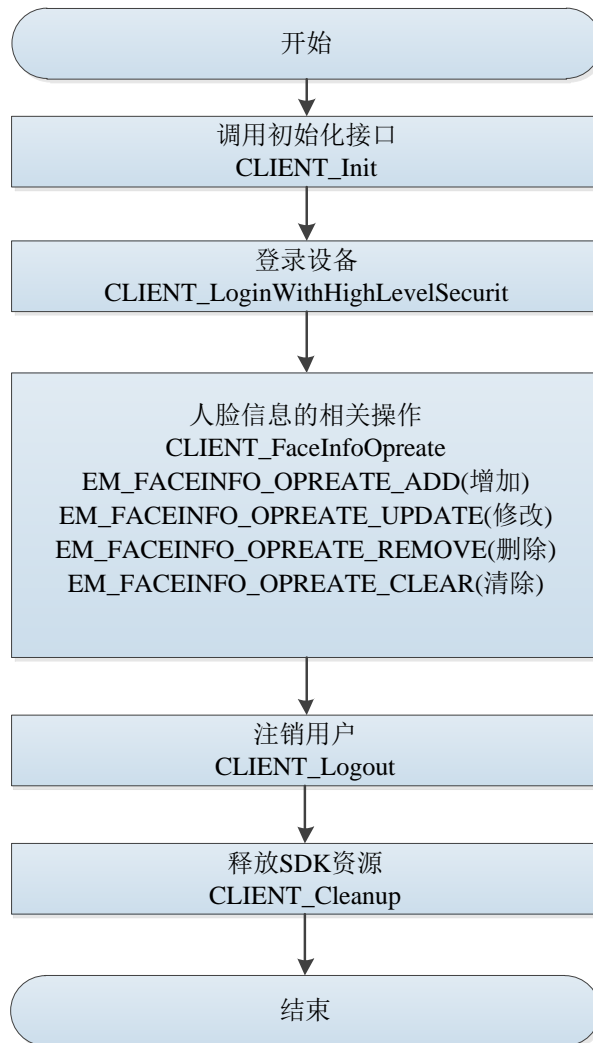 开始
调用初始化接口
CLIENT_Init
登录设备
CLIENT_LoginWithHighLevelSecurit
人脸信息的相关操作
CLIENT_FaceInfoOpreate
EM_FACEINFO_OPREATE_ADD(增加)
EM_FACEINFO_OPREATE_UPDATE(修改)
EM_FACEINFO_OPREATE_REMOVE(删除)
EM_FACEINFO_OPREATE_CLEAR(清除)
注销用户
CLIENT_Logout
释放SDK资源
CLIENT_Cleanup
结束